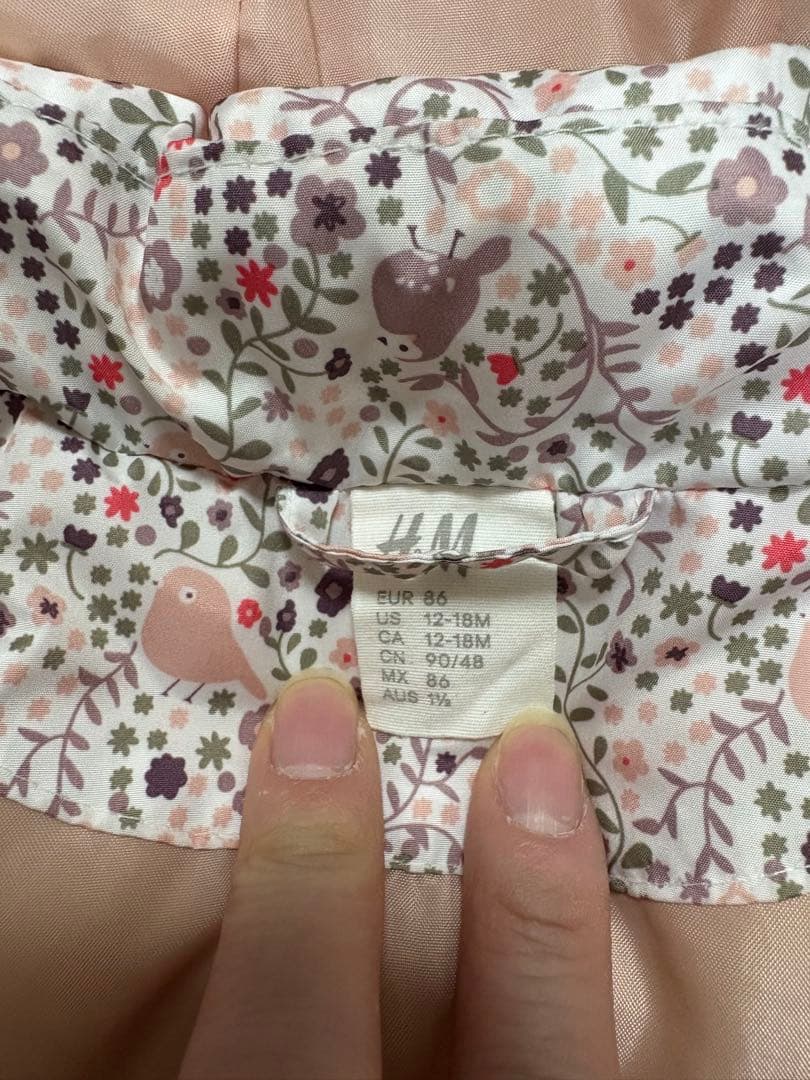 H&M
EUR 86
US 12-18M
CA 12-18M
CN 90/48
MX 86
AUS 1½